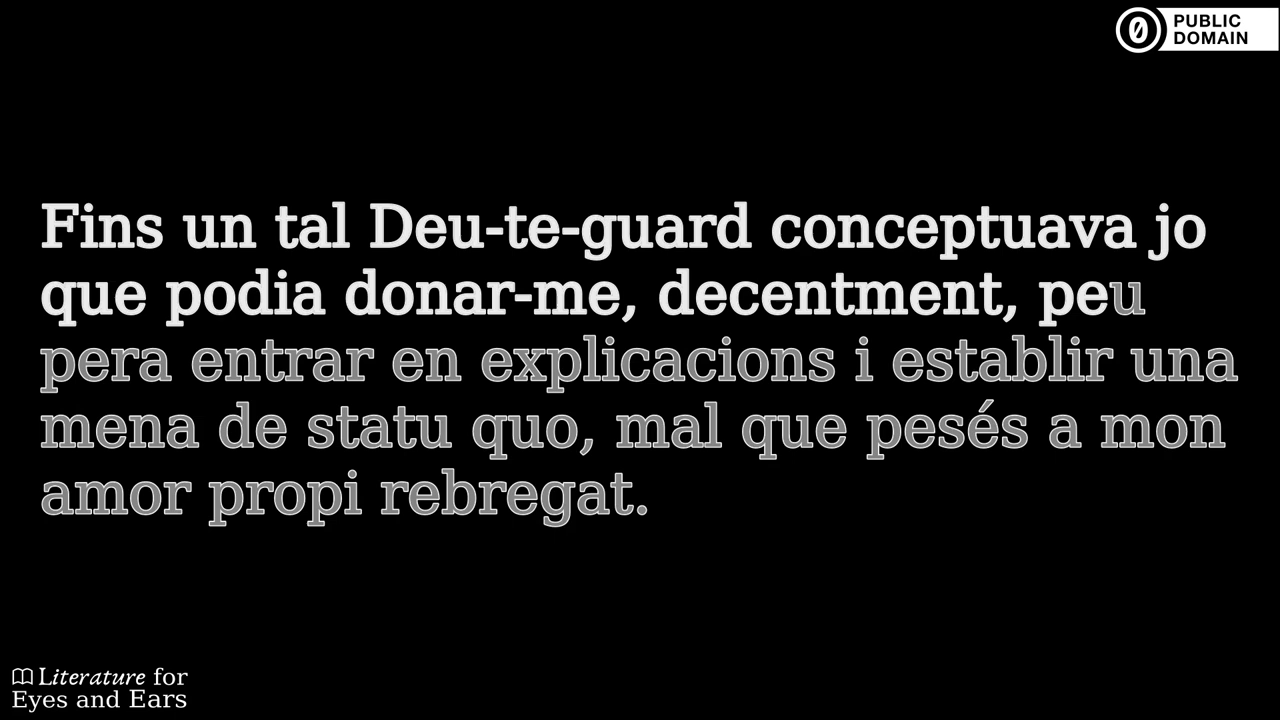 PUBLIC
DOMAIN
Fins un tal Deu-te-guard conceptuava jo
que podia donar-me, decentment, peu
pera entrar en explicacions i establir una
mena de statu quo, mal que pesés a mon
amor propi rebregat.
Literature for
Eyes and Ears